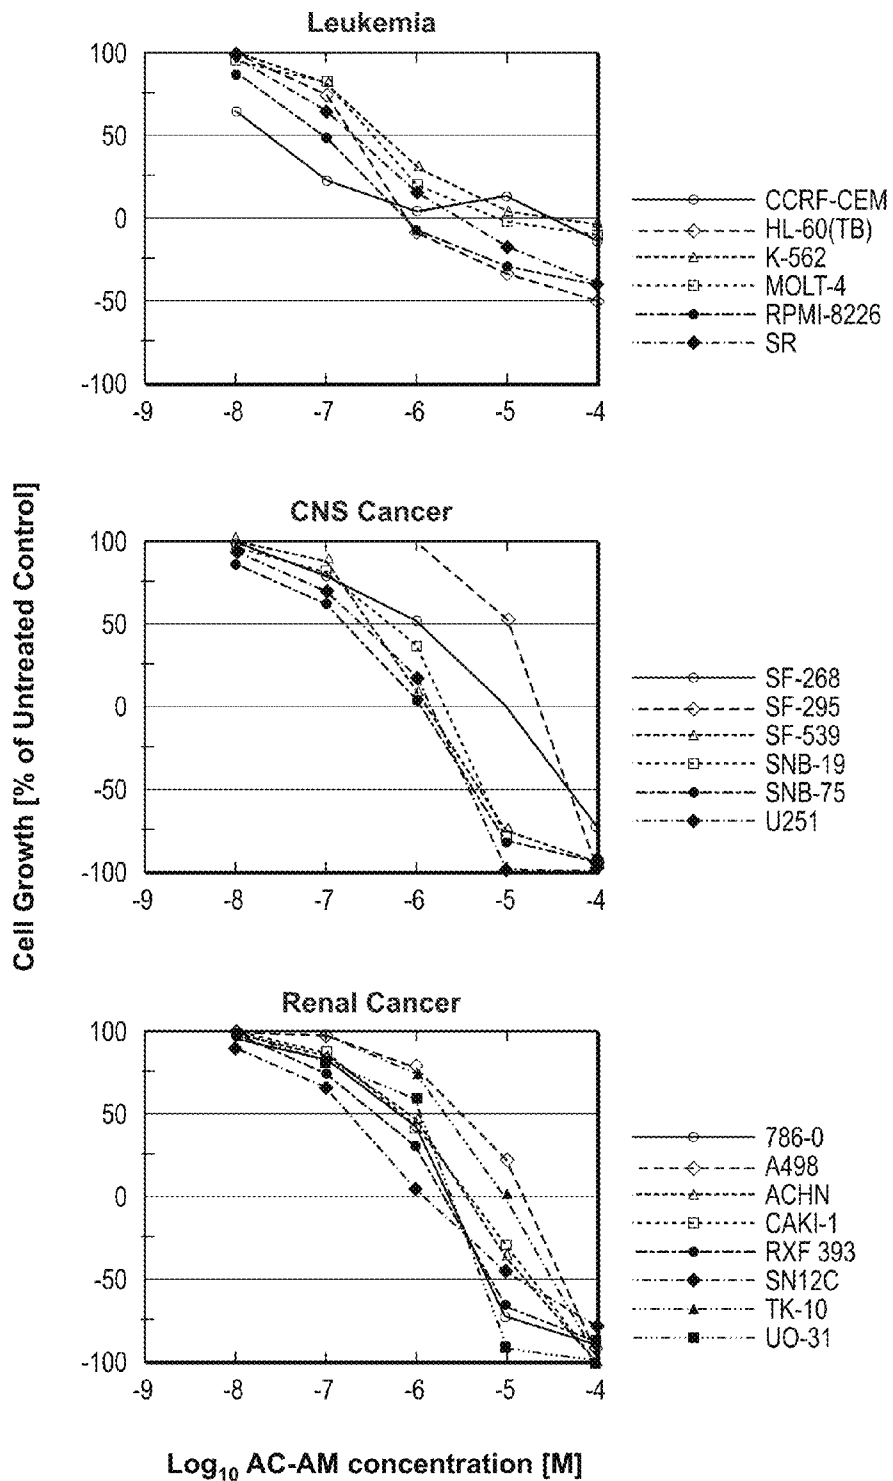 Leukemia
100
50
0
-50
-100
-9 -8 -7 -6 -5 -4
CCRF-CEM
HL-60(TB)
K-562
MOLT-4
RPMI-8226
SR
Cell Growth [% of Untreated Control]
CNS Cancer
100
50
0
-50
-100
-9 -8 -7 -6 -5 -4
SF-268
SF-295
SF-539
SNB-19
SNB-75
U251
Renal Cancer
100
50
0
-50
-100
-9 -8 -7 -6 -5 -4
786-0
A498
ACHN
CAKI-1
RXF 393
SN12C
TK-10
UO-31
Log₁₀ AC-AM concentration [M]